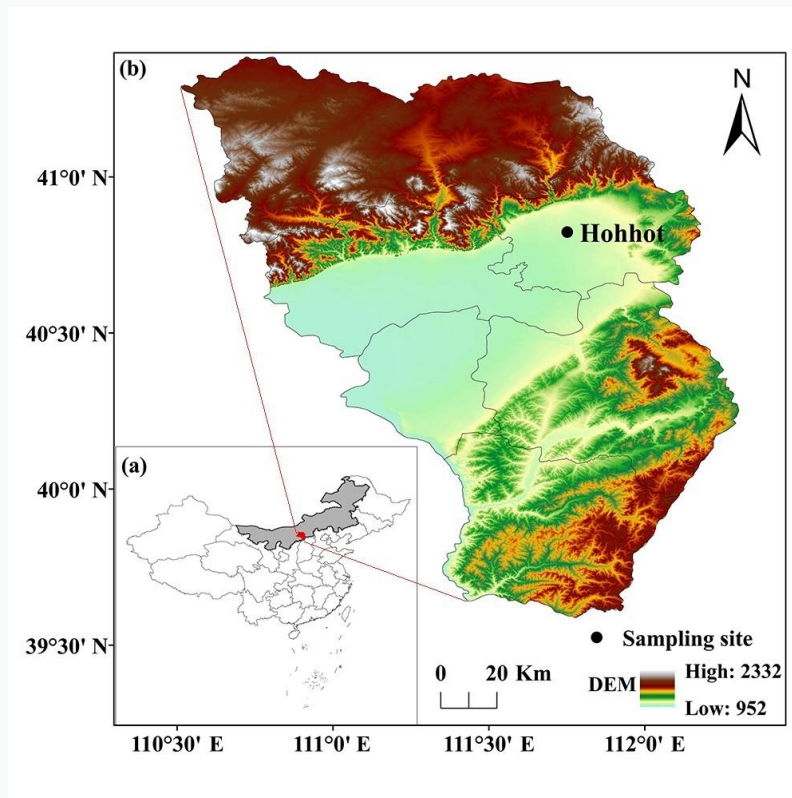 (b)
N
41°0' N
Hohhot
40°30' N
(a)
40°0' N
39°30' N
Sampling site
0 20 Km
DEM
High: 2332
Low: 952
110°30' E 111°0' E 111°30' E 112°0' E